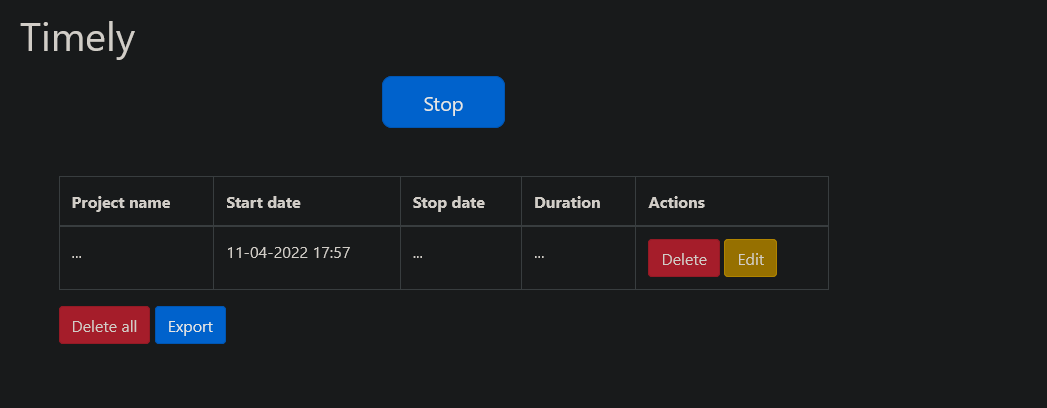 Timely
Stop
Project name Start date Stop date Duration Actions
... 11-04-2022 17:57 ... ... Delete Edit
Delete all Export